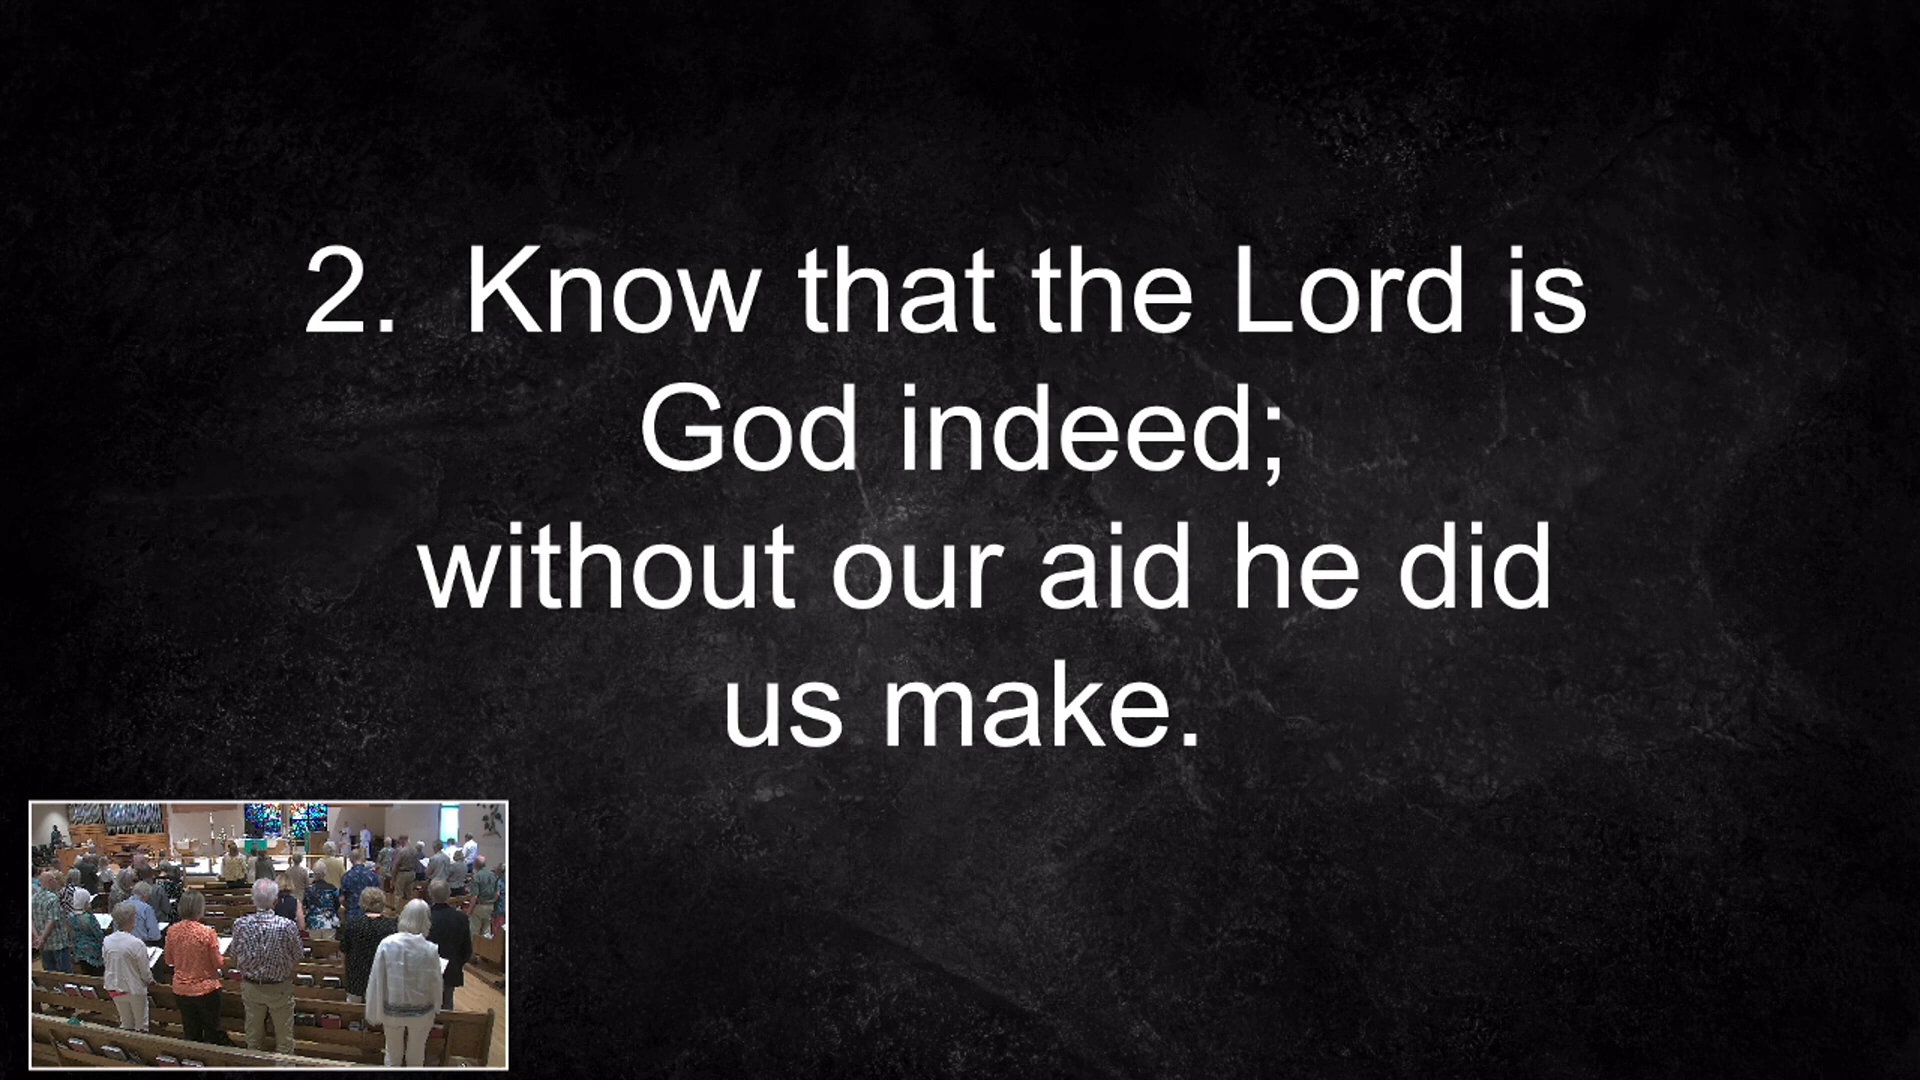 2. Know that the Lord is
God indeed;
without our aid he did
us make.